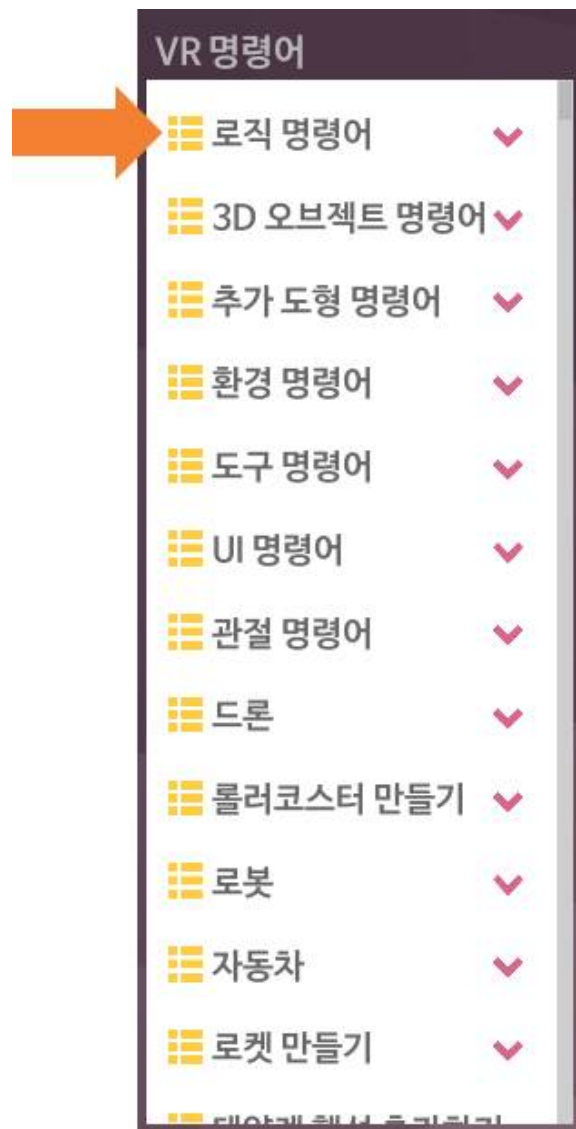 VR 명령어
로직 명령어
3D 오브젝트 명령어
추가 도형 명령어
환경 명령어
도구 명령어
UI 명령어
관절 명령어
드론
롤러코스터 만들기
로봇
자동차
로켓 만들기